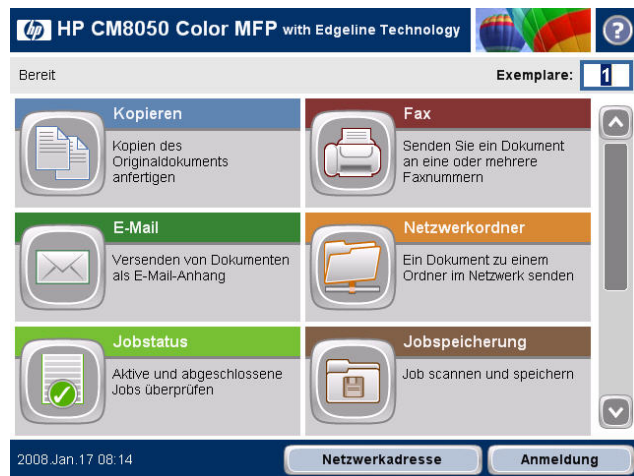 hp HP CM8050 Color MFP with Edgeline Technology ?
Bereit Exemplare: 1
Kopieren
Kopien des
Originaldokuments
anfertigen
Fax
Senden Sie ein Dokument
an eine oder mehrere
Faxnummern
E-Mail
Versenden von Dokumenten
als E-Mail-Anhang
Netzwerkordner
Ein Dokument zu einem
Ordner im Netzwerk senden
Jobstatus
Aktive und abgeschlossene
Jobs überprüfen
Jobspeicherung
Job scannen und speichern
2008.Jan.17 08:14 Netzwerkadresse Anmeldung